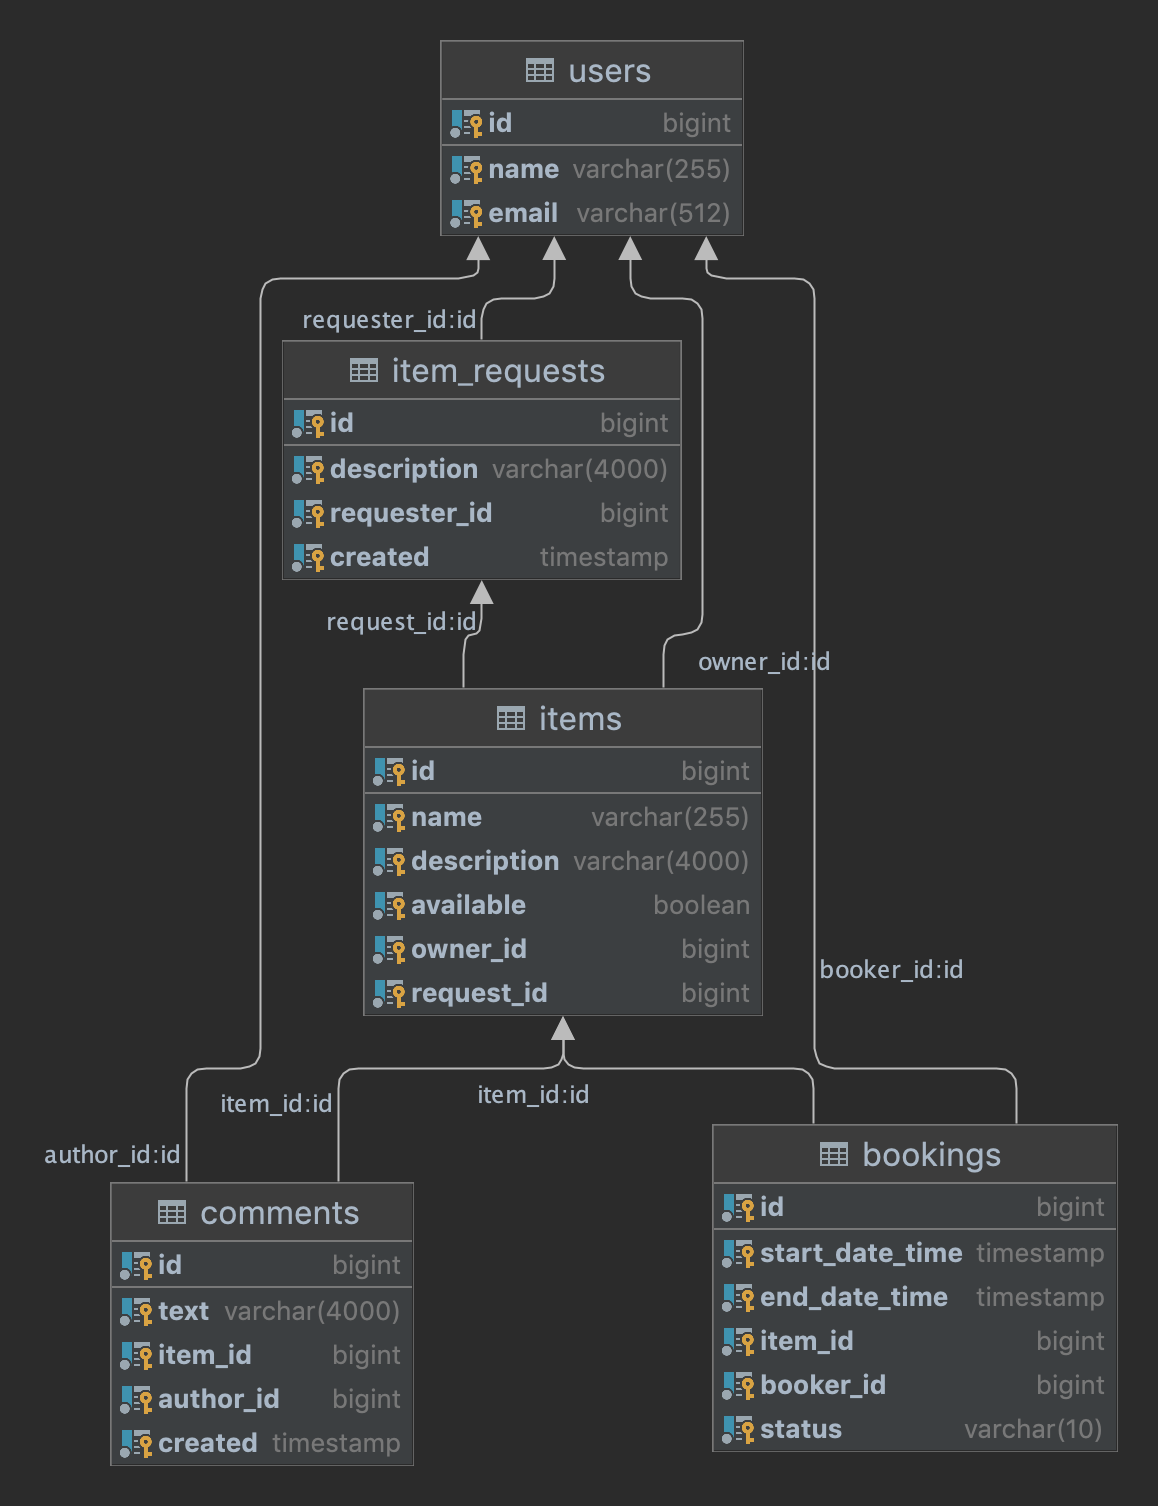 users
id bigint
name varchar(255)
email varchar(512)
requester_id:id
item_requests
id bigint
description varchar(4000)
requester_id bigint
created timestamp
request_id:id
owner_id:id
items
id bigint
name varchar(255)
description varchar(4000)
available boolean
owner_id bigint
request_id bigint
booker_id:id
item_id:id
item_id:id
author_id:id
comments
id bigint
text varchar(4000)
item_id bigint
author_id bigint
created timestamp
bookings
id bigint
start_date_time timestamp
end_date_time timestamp
item_id bigint
booker_id bigint
status varchar(10)